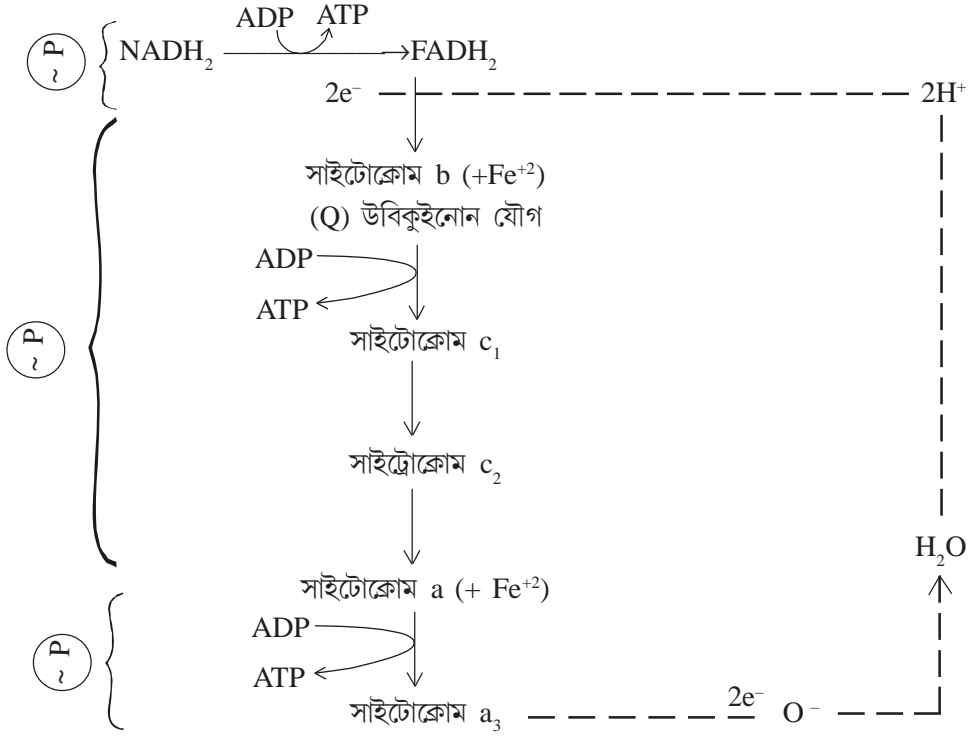 ADP ATP
~ P NADH₂ FADH₂
2e⁻ 2H⁺
সাইটোক্রোম b (+Fe⁺²)
(Q) উবিকুইনোন যৌগ
ADP
ATP
~ P সাইটোক্রোম c₁
সাইট্রোক্রোম c₂
H₂O
সাইটোক্রোম a (+ Fe⁺²)
ADP
~ P
ATP
সাইটোক্রোম a₃ 2e⁻ O⁻